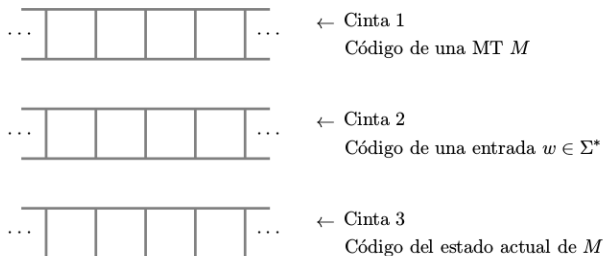 ... ... ← Cinta 1
Código de una MT M
... ... ← Cinta 2
Código de una entrada w ∈ Σ*
... ... ← Cinta 3
Código del estado actual de M